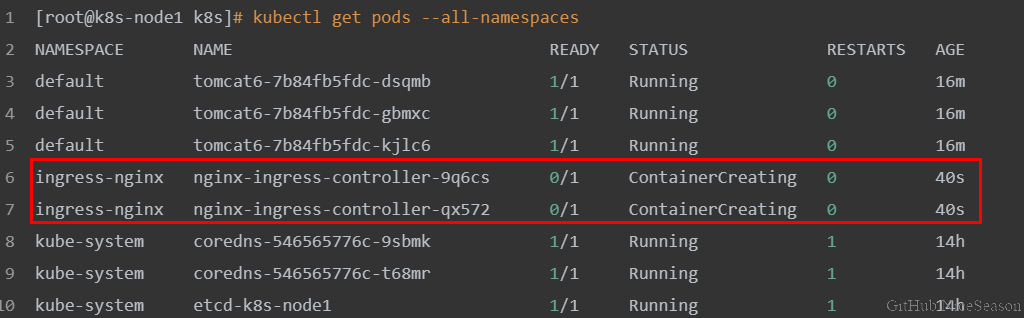 1 [root@k8s-node1 k8s]# kubectl get pods --all-namespaces
2 NAMESPACE NAME READY STATUS RESTARTS AGE
3 default tomcat6-7b84fb5fdc-dsqmb 1/1 Running 0 16m
4 default tomcat6-7b84fb5fdc-gbmxc 1/1 Running 0 16m
5 default tomcat6-7b84fb5fdc-kjlc6 1/1 Running 0 16m
6 ingress-nginx nginx-ingress-controller-9q6cs 0/1 ContainerCreating 0 40s
7 ingress-nginx nginx-ingress-controller-qx572 0/1 ContainerCreating 0 40s
8 kube-system coredns-546565776c-9sbmk 1/1 Running 1 14h
9 kube-system coredns-546565776c-t68mr 1/1 Running 1 14h
10 kube-system etcd-k8s-node1 1/1 Running 1 14h
GitHub:NiceSeason